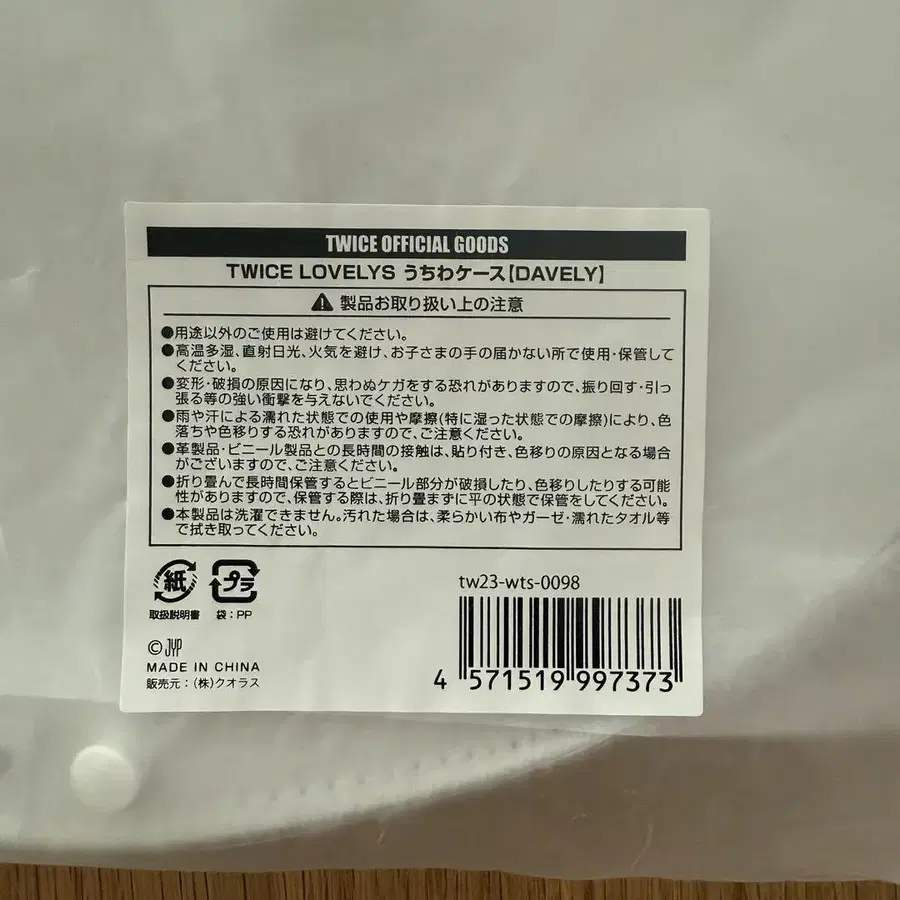 TWICE OFFICIAL GOODS
TWICE LOVELYS うちわケース【DAVELY】
⚠ 製品お取り扱い上の注意
●用途以外のご使用は避けてください。
●高温多湿、直射日光、火気を避け、お子さまの手の届かない所で使用・保管して
ください。
●変形・破損の原因になり、思わぬケガをする恐れがありますので、振り回す・引っ
張る等の強い衝撃を与えないでください。
●雨や汗による濡れた状態での使用や摩擦(特に湿った状態での摩擦)により、色
落ちや色移りする恐れがありますので、ご注意ください。
●革製品・ビニール製品との長時間の接触は、貼り付き、色移りの原因となる場合
がございますので、ご注意ください。
●折り畳んで長時間保管するとビニール部分が破損したり、色移りしたりする可能
性がありますので、保管する際は、折り畳まずに平の状態で保管をしてください。
●本製品は洗濯できません。汚れた場合は、柔らかい布やガーゼ・濡れたタオル等
で拭き取ってください。
紙 プラ
取扱説明書 袋:PP
tw23-wts-0098
©JYP
MADE IN CHINA
販売元:(株)クオラス
4 571519 997373